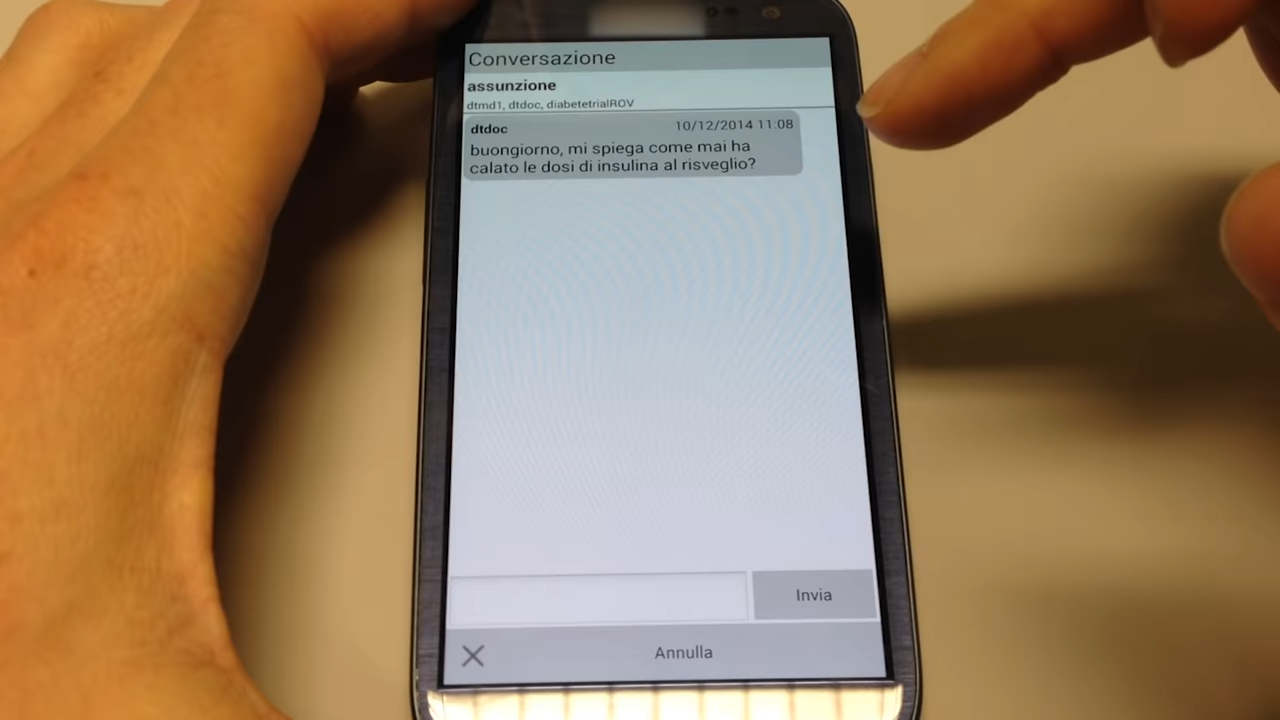 Conversazione
assunzione
dtmd1, dtdoc, diabetetrialROV
dtdoc 10/12/2014 11:08
buongiorno, mi spiega come mai ha
calato le dosi di insulina al risveglio?
Invia
Annulla